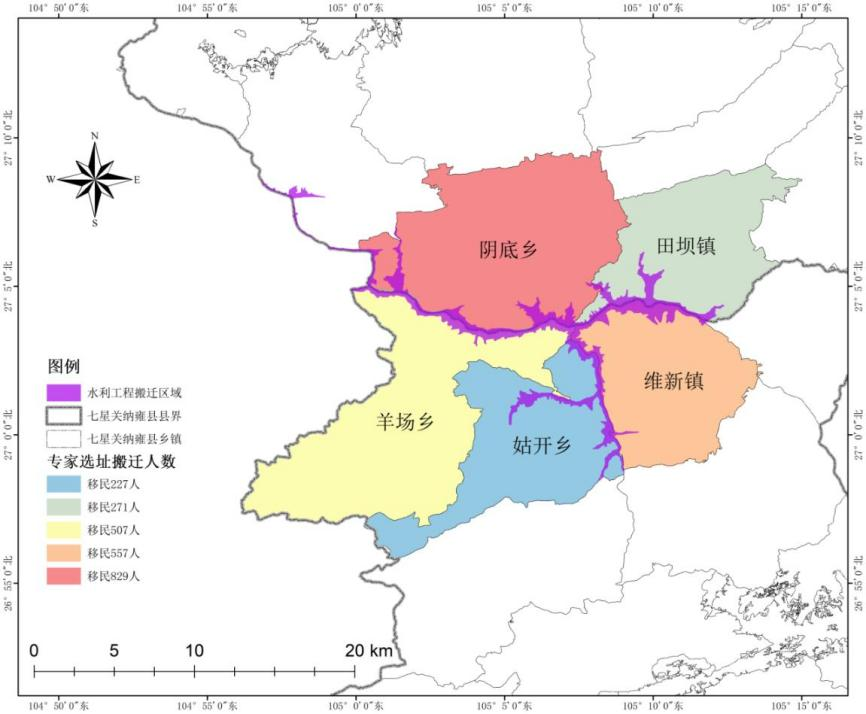 104° 50′ 0″东 104° 55′ 0″东 105° 0′ 0″东 105° 5′ 0″东 105° 10′ 0″东 105° 15′ 0″东
27° 10′ 0″北 27° 10′ 0″北
N
W E
S
阴底乡
田坝镇
27° 5′ 0″北 27° 5′ 0″北
图例
水利工程搬迁区域
七星关纳雍县县界
七星关纳雍县乡镇
维新镇
羊场乡
姑开乡
27° 0′ 0″北 27° 0′ 0″北
专家选址搬迁人数
移民227人
移民271人
移民507人
移民557人
移民829人
26° 55′ 0″北 26° 55′ 0″北
0 5 10 20 km
104° 50′ 0″东 104° 55′ 0″东 105° 0′ 0″东 105° 5′ 0″东 105° 10′ 0″东 105° 15′ 0″东